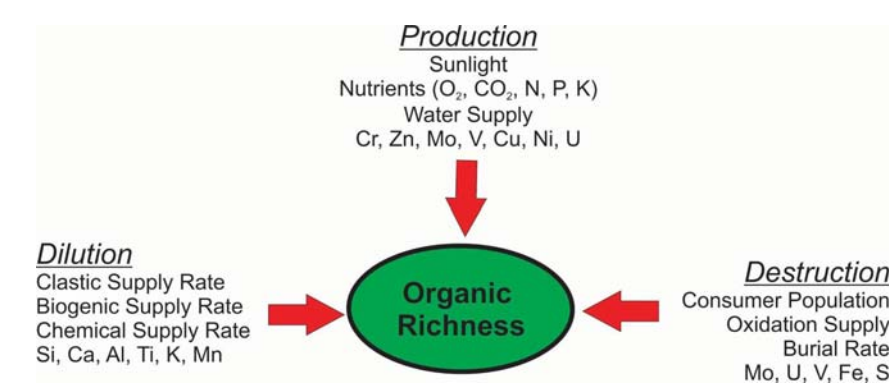 Production
Sunlight
Nutrients (O₂, CO₂, N, P, K)
Water Supply
Cr, Zn, Mo, V, Cu, Ni, U
Dilution
Clastic Supply Rate
Biogenic Supply Rate
Chemical Supply Rate
Si, Ca, Al, Ti, K, Mn
Organic
Richness
Destruction
Consumer Population
Oxidation Supply
Burial Rate
Mo, U, V, Fe, S